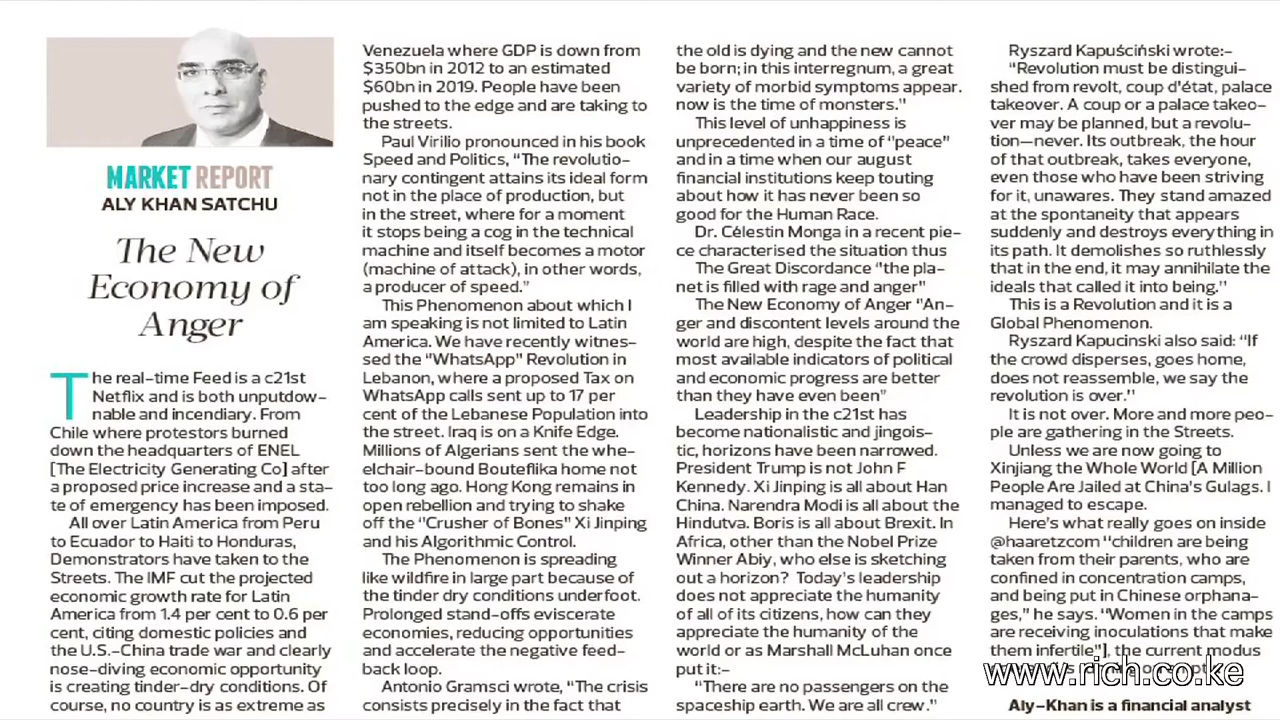 MARKET REPORT
ALY KHAN SATCHU
The New
Economy of
Anger
The real-time Feed is a c21st
Netflix and is both unputdow-
nable and incendiary. From
Chile where protestors burned
down the headquarters of ENEL
[The Electricity Generating Co] after
a proposed price increase and a sta-
te of emergency has been imposed.
All over Latin America from Peru
to Ecuador to Haiti to Honduras,
Demonstrators have taken to the
Streets. The IMF cut the projected
economic growth rate for Latin
America from 1.4 per cent to 0.6 per
cent, citing domestic policies and
the U.S.-China trade war and clearly
nose-diving economic opportunity
is creating tinder-dry conditions. Of
course, no country is as extreme as
Venezuela where GDP is down from
$350bn in 2012 to an estimated
$60bn in 2019. People have been
pushed to the edge and are taking to
the streets.
Paul Virilio pronounced in his book
Speed and Politics, “The revolutio-
nary contingent attains its ideal form
not in the place of production, but
in the street, where for a moment
it stops being a cog in the technical
machine and itself becomes a motor
(machine of attack), in other words,
a producer of speed.”
This Phenomenon about which I
am speaking is not limited to Latin
America. We have recently witnes-
sed the “WhatsApp” Revolution in
Lebanon, where a proposed Tax on
WhatsApp calls sent up to 17 per
cent of the Lebanese Population into
the street. Iraq is on a Knife Edge.
Millions of Algerians sent the whe-
elchair-bound Bouteflika home not
too long ago. Hong Kong remains in
open rebellion and trying to shake
off the “Crusher of Bones” Xi Jinping
and his Algorithmic Control.
The Phenomenon is spreading
like wildfire in large part because of
the tinder dry conditions underfoot.
Prolonged stand-offs eviscerate
economies, reducing opportunities
and accelerate the negative feed-
back loop.
Antonio Gramsci wrote, “The crisis
consists precisely in the fact that
the old is dying and the new cannot
be born; in this interregnum, a great
variety of morbid symptoms appear.
now is the time of monsters.”
This level of unhappiness is
unprecedented in a time of “peace”
and in a time when our august
financial institutions keep touting
about how it has never been so
good for the Human Race.
Dr. Célestin Monga in a recent pie-
ce characterised the situation thus
The Great Discordance “the pla-
net is filled with rage and anger”
The New Economy of Anger “An-
ger and discontent levels around the
world are high, despite the fact that
most available indicators of political
and economic progress are better
than they have even been”
Leadership in the c21st has
become nationalistic and jingois-
tic, horizons have been narrowed.
President Trump is not John F
Kennedy. Xi Jinping is all about Han
China. Narendra Modi is all about the
Hindutva. Boris is all about Brexit. In
Africa, other than the Nobel Prize
Winner Abiy, who else is sketching
out a horizon? Today’s leadership
does not appreciate the humanity
of all of its citizens, how can they
appreciate the humanity of the
world or as Marshall McLuhan once
put it:-
“There are no passengers on the
spaceship earth. We are all crew.”
Ryszard Kapuściński wrote:-
“Revolution must be distingui-
shed from revolt, coup d’état, palace
takeover. A coup or a palace takeo-
ver may be planned, but a revolu-
tion—never. Its outbreak, the hour
of that outbreak, takes everyone,
even those who have been striving
for it, unawares. They stand amazed
at the spontaneity that appears
suddenly and destroys everything in
its path. It demolishes so ruthlessly
that in the end, it may annihilate the
ideals that called it into being.”
This is a Revolution and it is a
Global Phenomenon.
Ryszard Kapucinski also said: “If
the crowd disperses, goes home,
does not reassemble, we say the
revolution is over.”
It is not over. More and more peo-
ple are gathering in the Streets.
Unless we are now going to
Xinjiang the Whole World [A Million
People Are Jailed at China’s Gulags. I
managed to escape.
Here’s what really goes on inside
@haaretzcom “children are being
taken from their parents, who are
confined in concentration camps,
and being put in Chinese orphana-
ges,” he says. “Women in the camps
are receiving inoculations that make
them infertile”], the current modus
www.rich.co.ke
Aly-Khan is a financial analyst